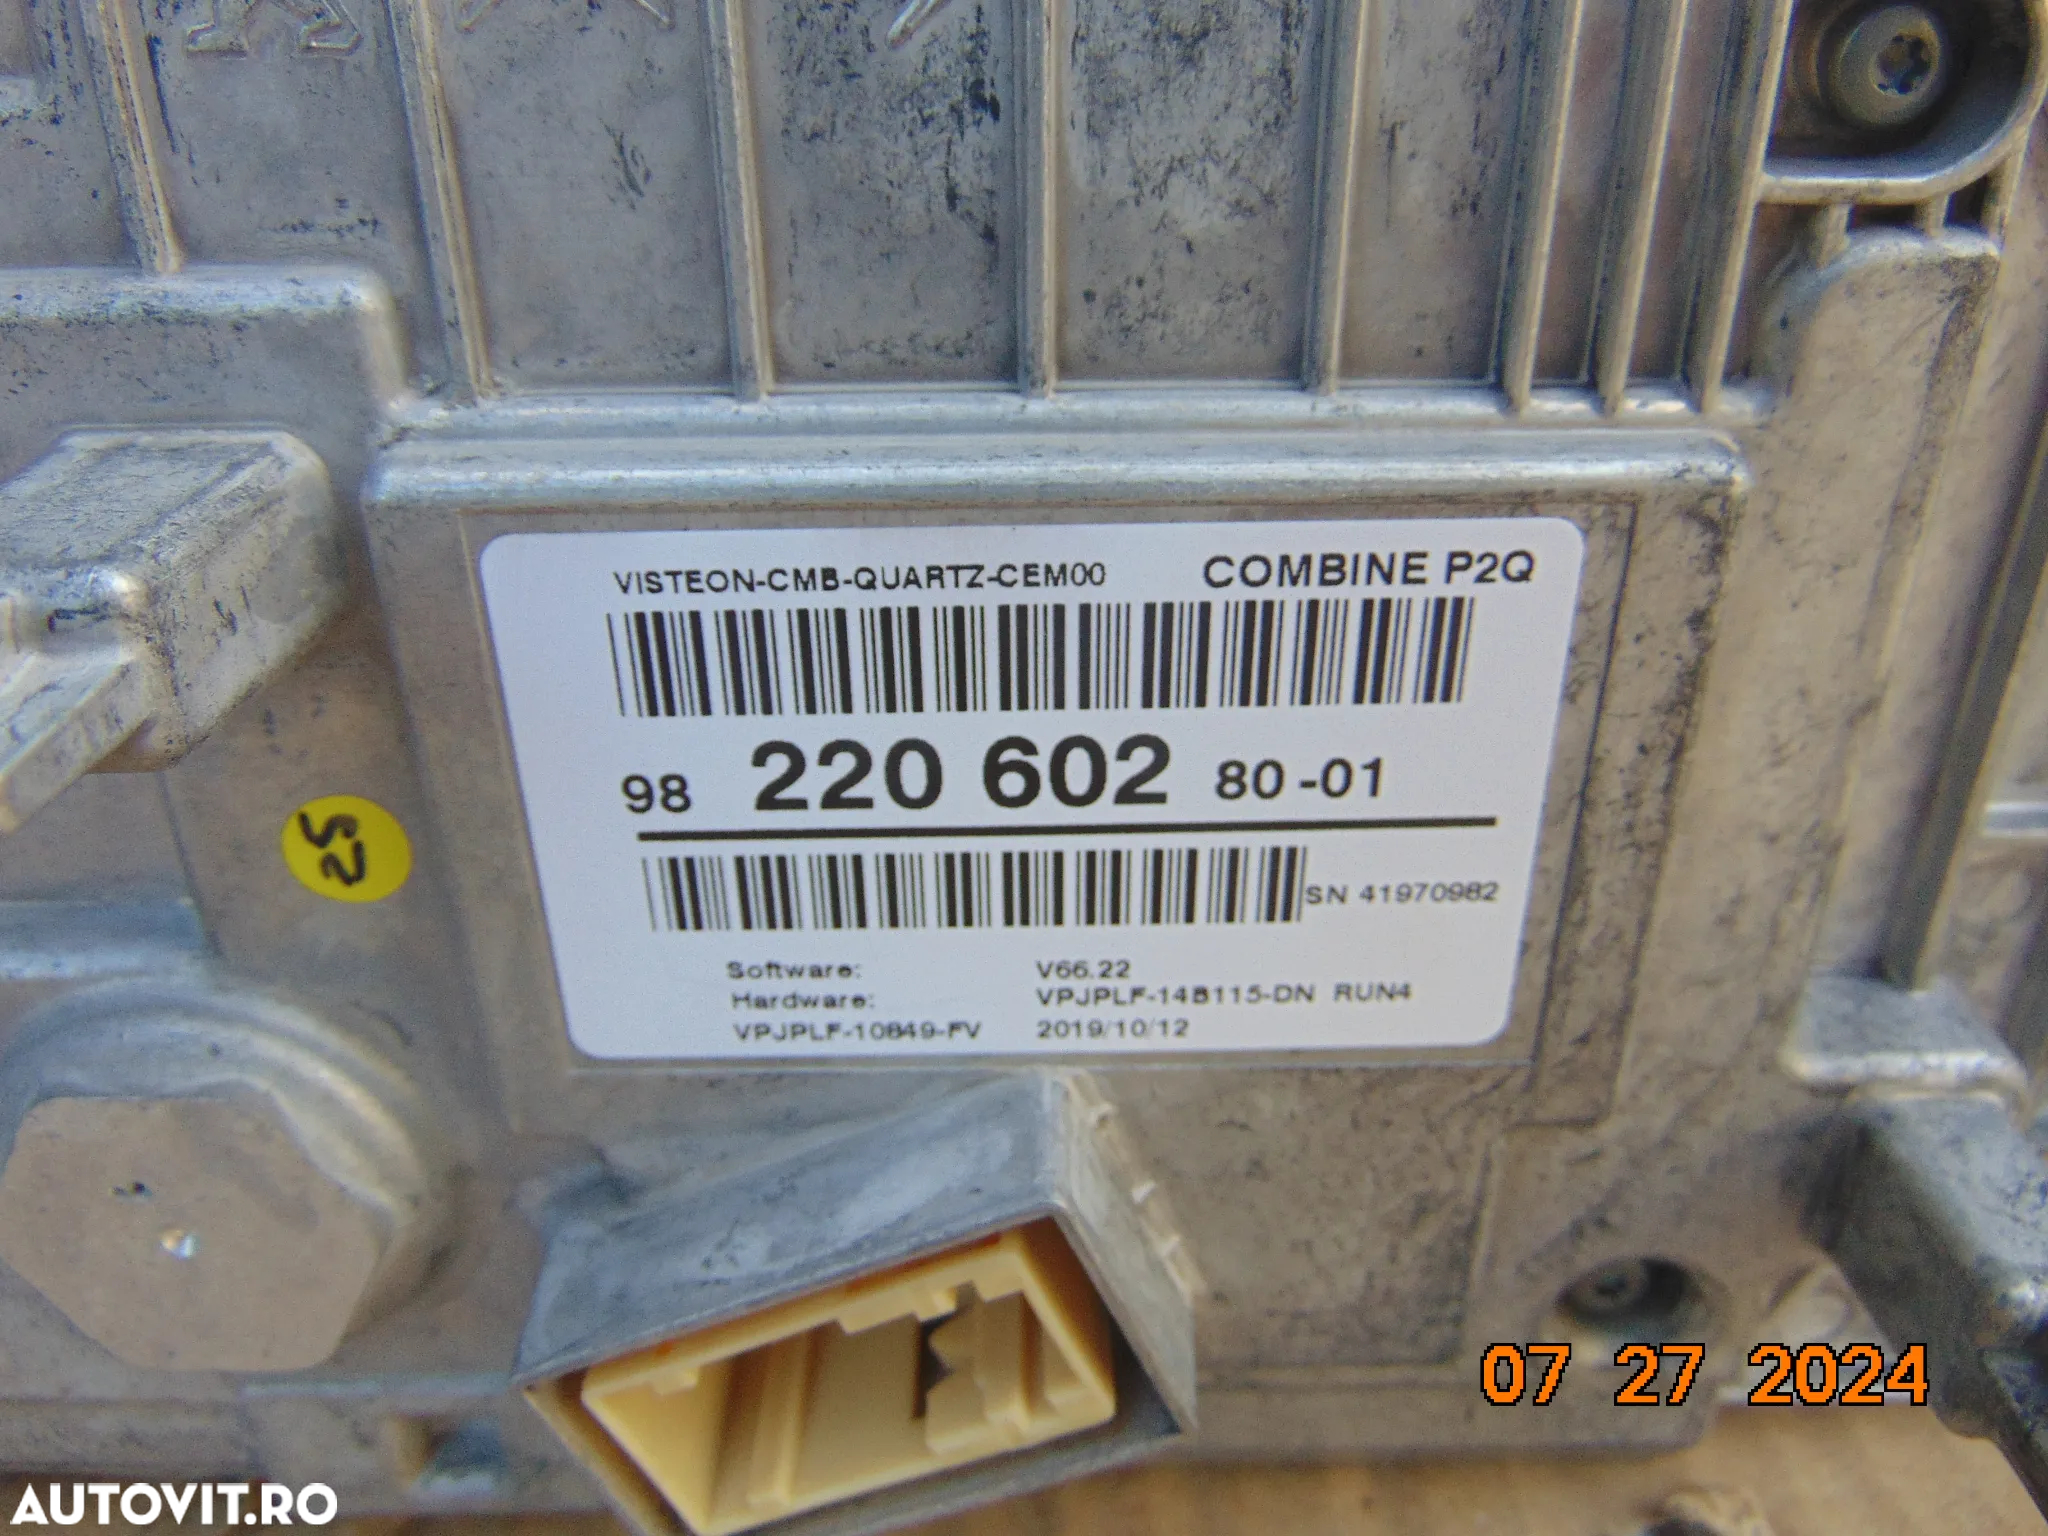 VISTEON-CMB-QUARTZ-CEM00 COMBINE P2Q
98 220 602 80-01
SN 41970982
25
Software: V66.22
Hardware: VPJPLF-14B115-DN RUN4
VPJPLF-10849-FV 2019/10/12
07 27 2024
AUTOVIT.RO